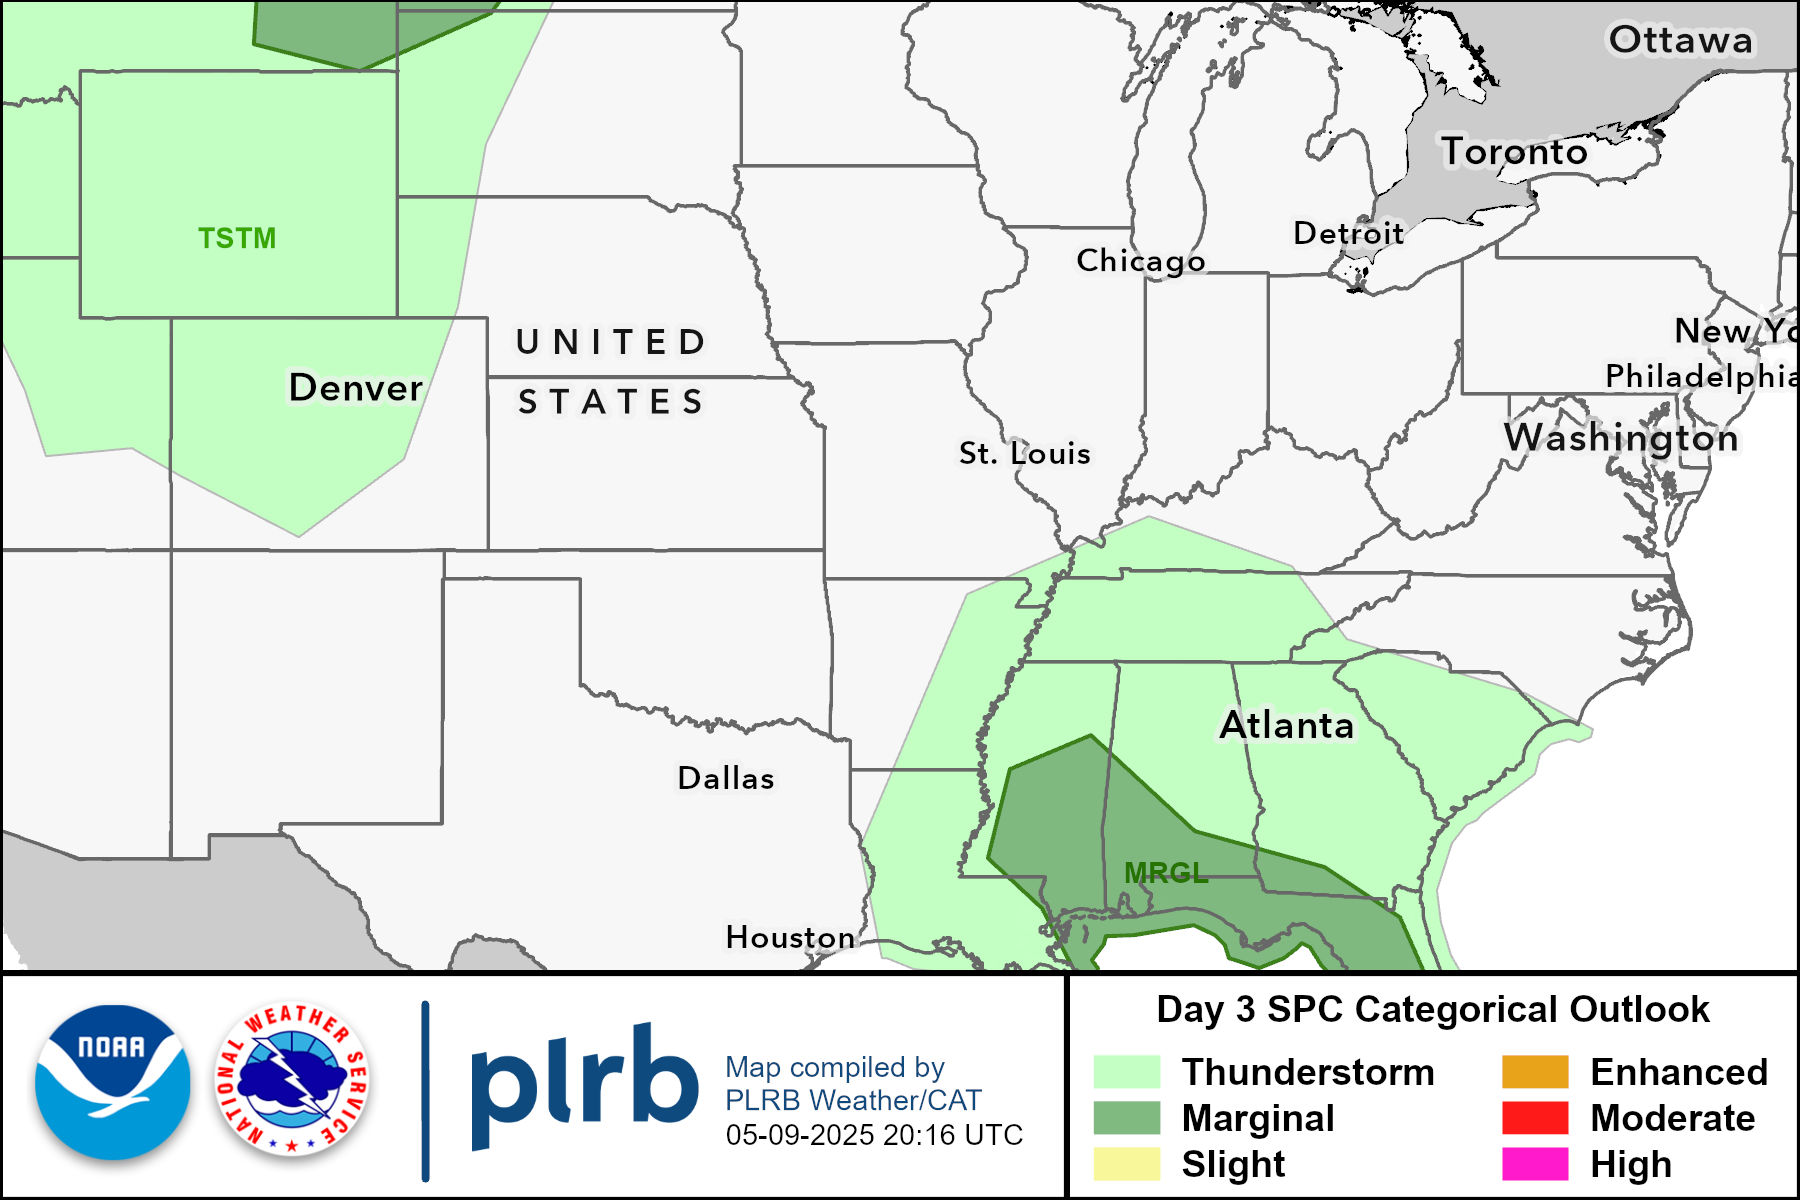 Ottawa
Toronto
TSTM
Detroit
Chicago
UNITED
New Yo
Denver
Philadelphia
STATES
Washington
St. Louis
Atlanta
Dallas
MRGL
Houston
NOAA
NATIONAL WEATHER SERVICE
plrb
Map compiled by
PLRB Weather/CAT
05-09-2025 20:16 UTC
Day 3 SPC Categorical Outlook
Thunderstorm
Enhanced
Marginal
Moderate
Slight
High